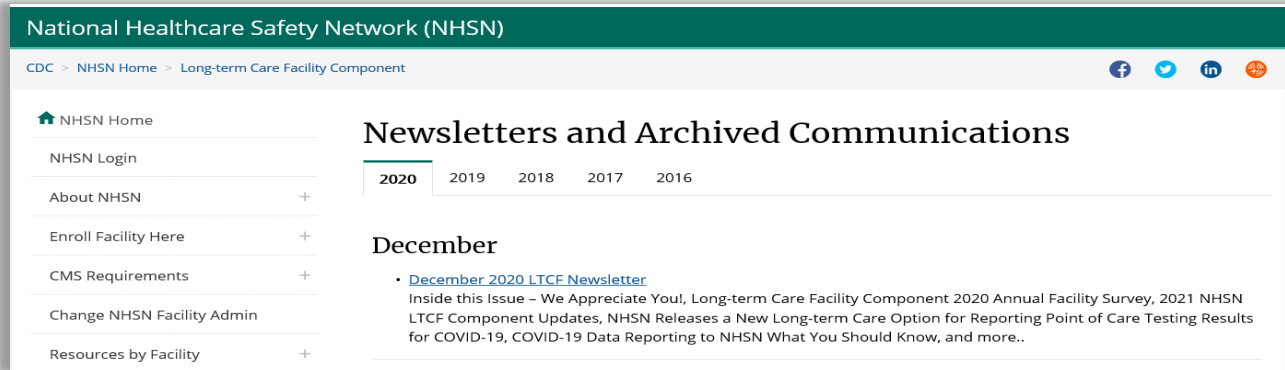 National Healthcare Safety Network (NHSN)
CDC > NHSN Home > Long-term Care Facility Component
NHSN Home
NHSN Login
About NHSN
Enroll Facility Here
CMS Requirements
Change NHSN Facility Admin
Resources by Facility
Newsletters and Archived Communications
2020 2019 2018 2017 2016
December
• December 2020 LTCF Newsletter
Inside this Issue – We Appreciate You!, Long-term Care Facility Component 2020 Annual Facility Survey, 2021 NHSN
LTCF Component Updates, NHSN Releases a New Long-term Care Option for Reporting Point of Care Testing Results
for COVID-19, COVID-19 Data Reporting to NHSN What You Should Know, and more..